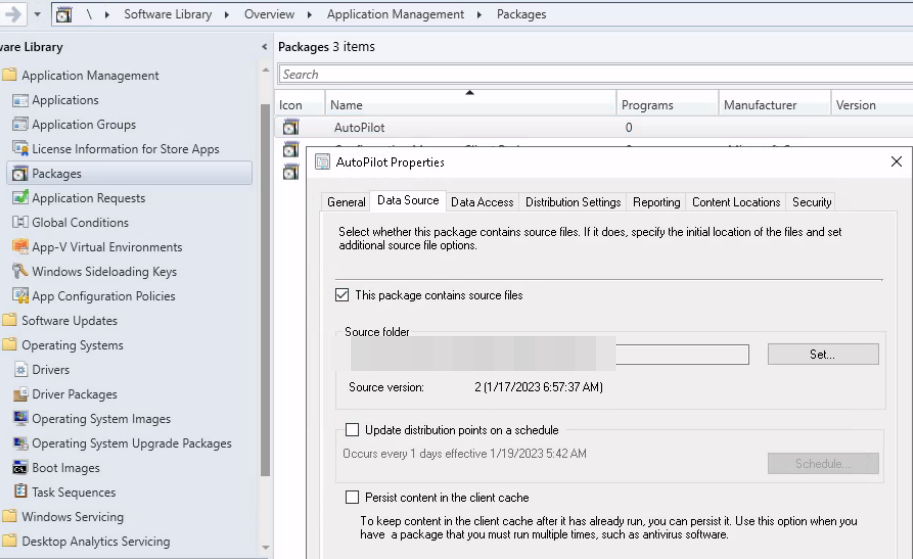 \ Software Library Overview Application Management Packages
ware Library
Packages 3 items
Application Management
Search
Applications
Icon Name Programs Manufacturer Version
Application Groups
AutoPilot 0
License Information for Store Apps
Packages
AutoPilot Properties
Application Requests
General Data Source Data Access Distribution Settings Reporting Content Locations Security
Global Conditions
Select whether this package contains source files. If it does, specify the initial location of the files and set
additional source file options.
App-V Virtual Environments
Windows Sideloading Keys
App Configuration Policies
This package contains source files
Software Updates
Source folder
Operating Systems
Set...
Drivers
Source version: 2 (1/17/2023 6:57:37 AM)
Driver Packages
Operating System Images
Update distribution points on a schedule
Operating System Upgrade Packages
Occurs every 1 days effective 1/19/2023 5:42 AM
Schedule...
Boot Images
Task Sequences
Persist content in the client cache
Windows Servicing
To keep content in the client cache after it has already run, you can persist it. Use this option when you
have a package that you must run multiple times, such as antivirus software.
Desktop Analytics Servicing